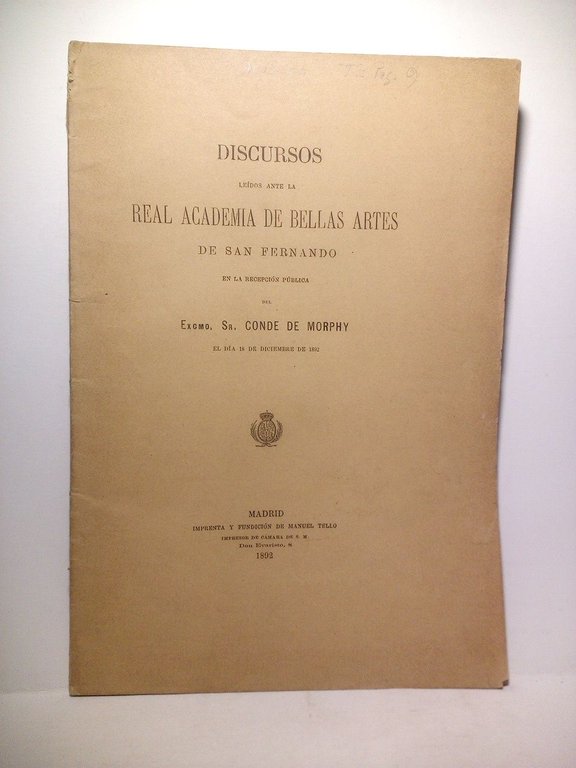 DISCURSOS
LEÍDOS ANTE LA
REAL ACADEMIA DE BELLAS ARTES
DE SAN FERNANDO
EN LA RECEPCIÓN PÚBLICA
DEL
EXCMO. SR. CONDE DE MORPHY
EL DÍA 18 DE DICIEMBRE DE 1892
MADRID
IMPRENTA Y FUNDICIÓN DE MANUEL TELLO
IMPRESOR DE CÁMARA DE S. M.
Don Evaristo, 8
1892